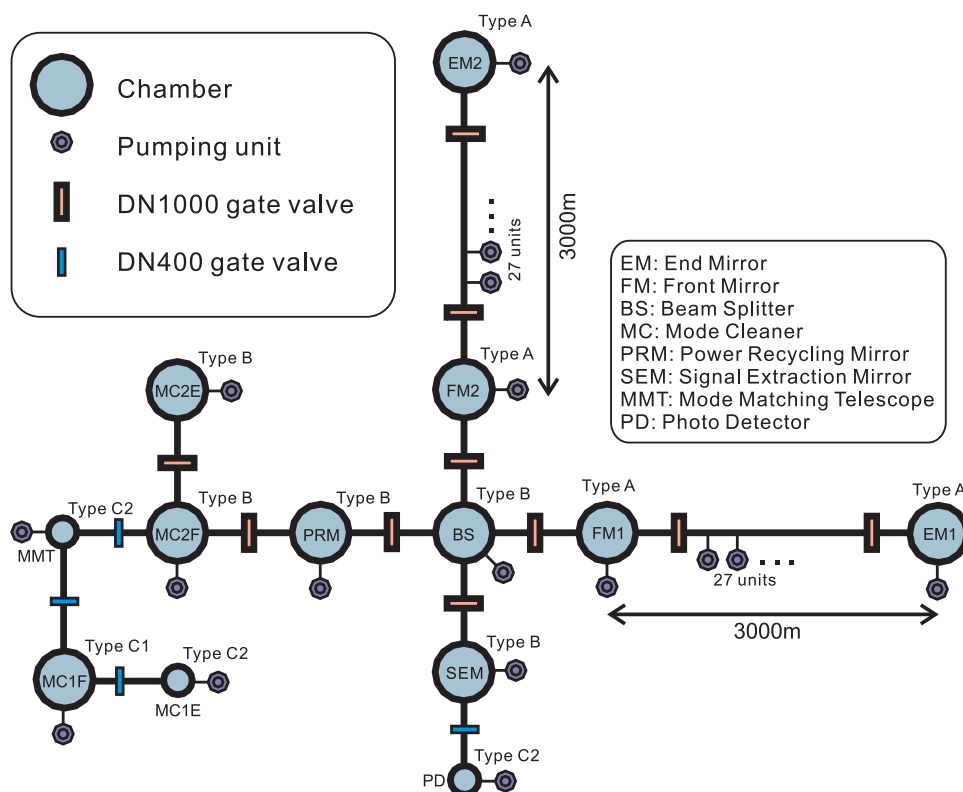 Chamber
Pumping unit
DN1000 gate valve
DN400 gate valve
Type A
EM2
27 units
3000m
EM: End Mirror
FM: Front Mirror
BS: Beam Splitter
MC: Mode Cleaner
PRM: Power Recycling Mirror
SEM: Signal Extraction Mirror
MMT: Mode Matching Telescope
PD: Photo Detector
Type B
MC2E
Type A
FM2
Type C2
MMT
Type B
MC2F
Type B
PRM
Type B
BS
Type A
FM1
27 units
Type A
EM1
3000m
Type C1
MC1F
Type C2
MC1E
Type B
SEM
Type C2
PD